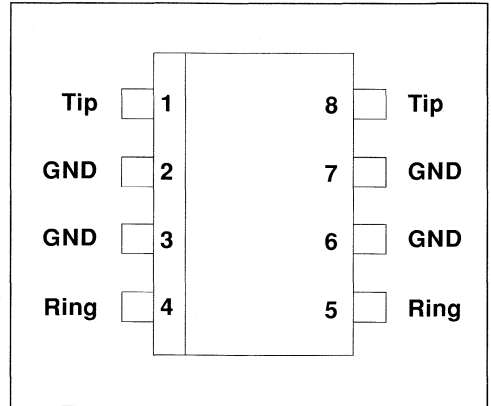 Tip 1 8 Tip
GND 2 7 GND
GND 3 6 GND
Ring 4 5 Ring